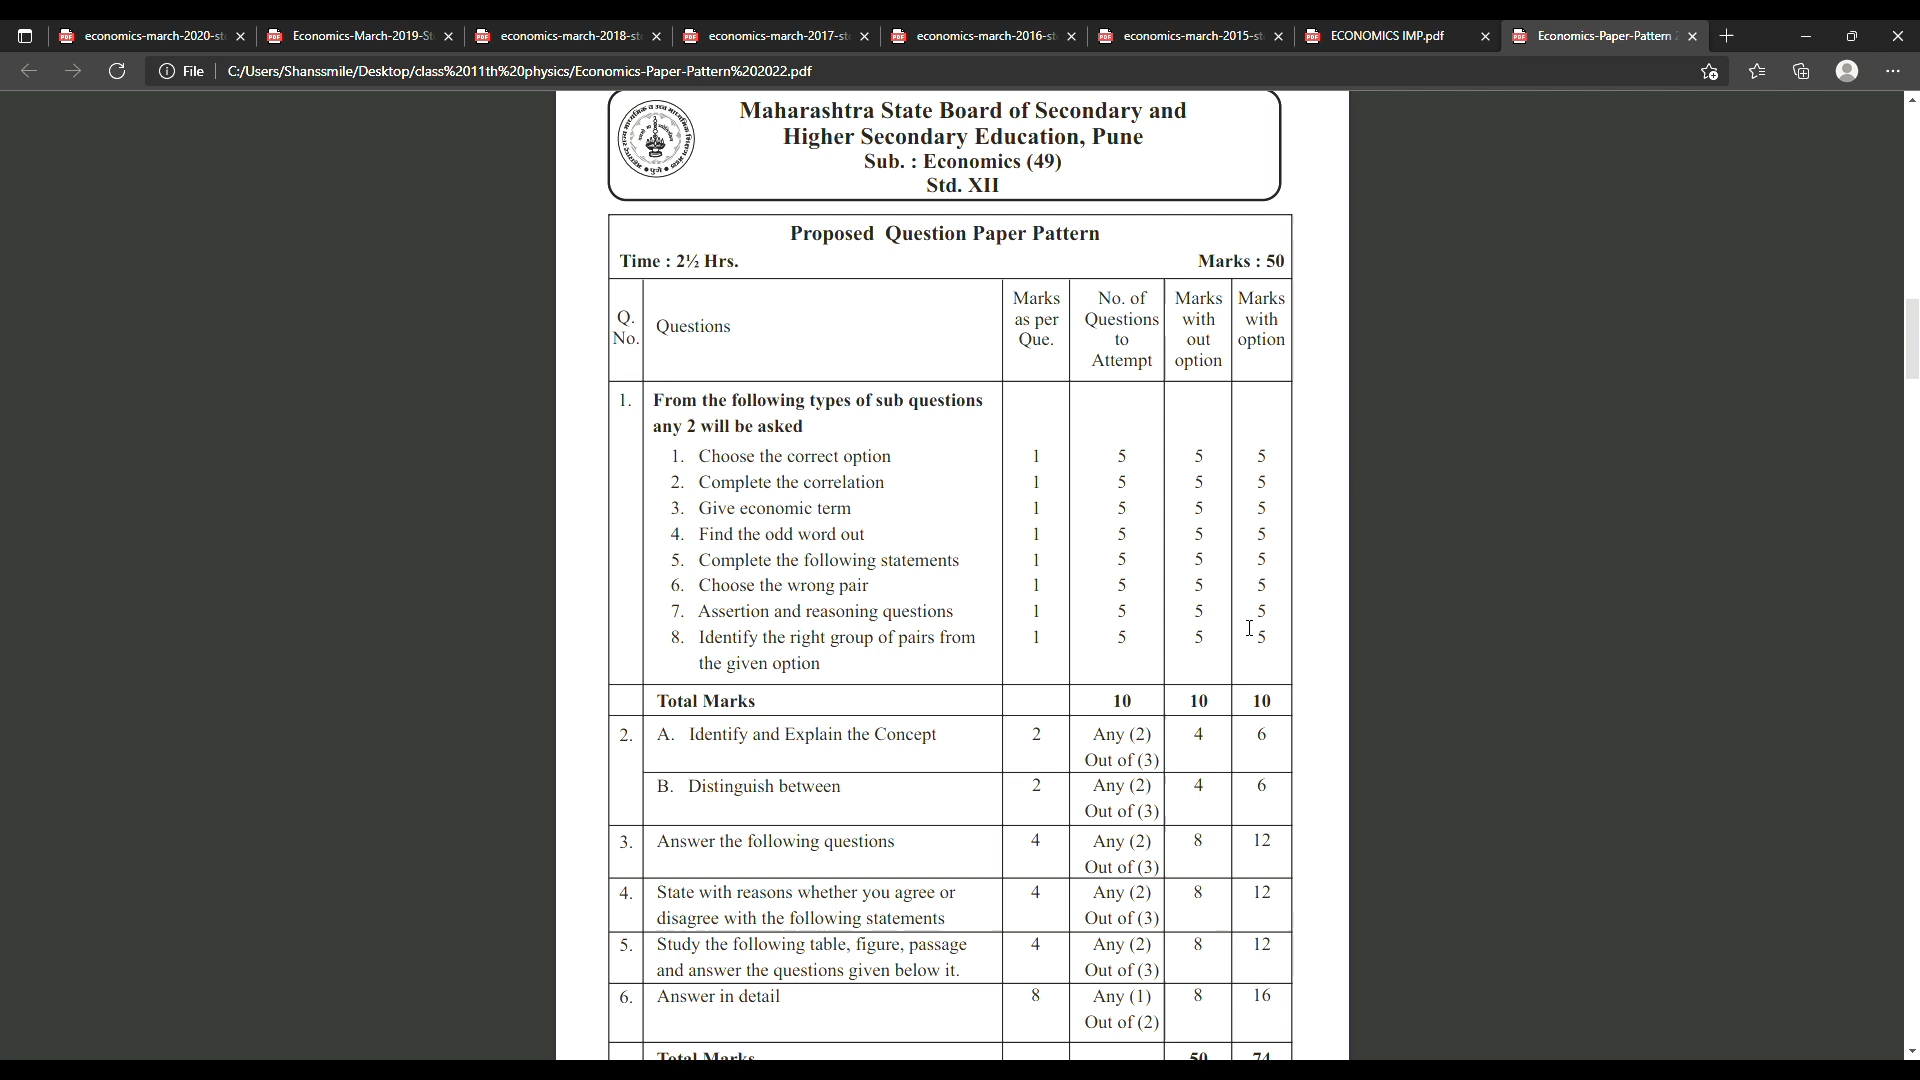 economics-march-2020-st
Economics-March-2019-St
economics-march-2018-st
economics-march-2017-st
economics-march-2016-st
economics-march-2015-st
ECONOMICS IMP.pdf
Economics-Paper-Pattern
File
C:/Users/Shanssmile/Desktop/class%2011th%20physics/Economics-Paper-Pattern%202022.pdf
Maharashtra State Board of Secondary and
Higher Secondary Education, Pune
Sub. : Economics (49)
Std. XII
Proposed Question Paper Pattern
Time : 2½ Hrs. Marks : 50
Q. No. Questions Marks as per Que. No. of Questions to Attempt Marks with out option Marks with option
1. From the following types of sub questions
any 2 will be asked
1. Choose the correct option 1 5 5 5
2. Complete the correlation 1 5 5 5
3. Give economic term 1 5 5 5
4. Find the odd word out 1 5 5 5
5. Complete the following statements 1 5 5 5
6. Choose the wrong pair 1 5 5 5
7. Assertion and reasoning questions 1 5 5 5
8. Identify the right group of pairs from 1 5 5 5
the given option
Total Marks 10 10 10
2. A. Identify and Explain the Concept 2 Any (2) 4 6
Out of (3)
B. Distinguish between 2 Any (2) 4 6
Out of (3)
3. Answer the following questions 4 Any (2) 8 12
Out of (3)
4. State with reasons whether you agree or 4 Any (2) 8 12
disagree with the following statements Out of (3)
5. Study the following table, figure, passage 4 Any (2) 8 12
and answer the questions given below it. Out of (3)
6. Answer in detail 8 Any (1) 8 16
Out of (2)
Total Marks 50 74